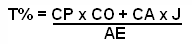 T% = CP x CO + CA x J
AE